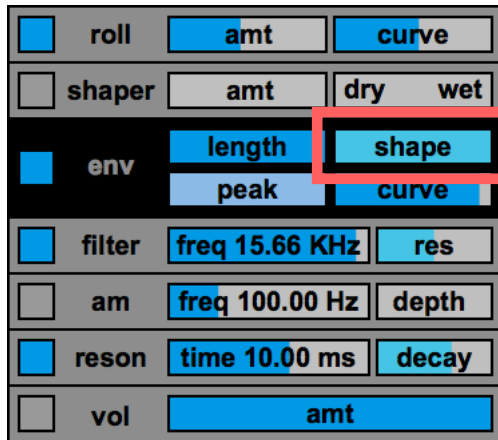 roll amt curve
shaper amt dry wet
env length shape
peak curve
filter freq 15.66 KHz res
am freq 100.00 Hz depth
reson time 10.00 ms decay
vol amt